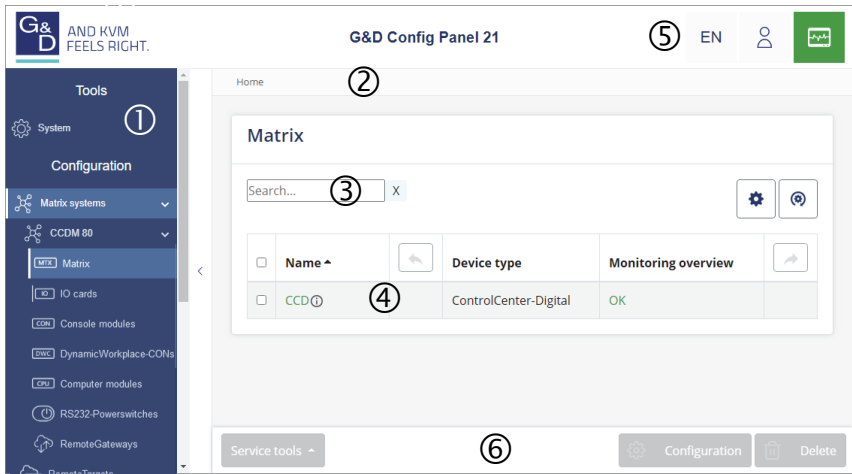 G&D
AND KVM
FEELS RIGHT.
G&D Config Panel 21
⑤
EN
Tools
①
System
Configuration
Matrix systems
CCDM 80
MTX Matrix
IO IO cards
CON Console modules
DWC DynamicWorkplace-CONs
CPU Computer modules
RS232-Powerswitches
RemoteGateways
RemoteTargets
Home
②
Matrix
Search...
③
X
Name
Device type
Monitoring overview
CCD
④
ControlCenter-Digital
OK
Service tools
⑥
Configuration
Delete